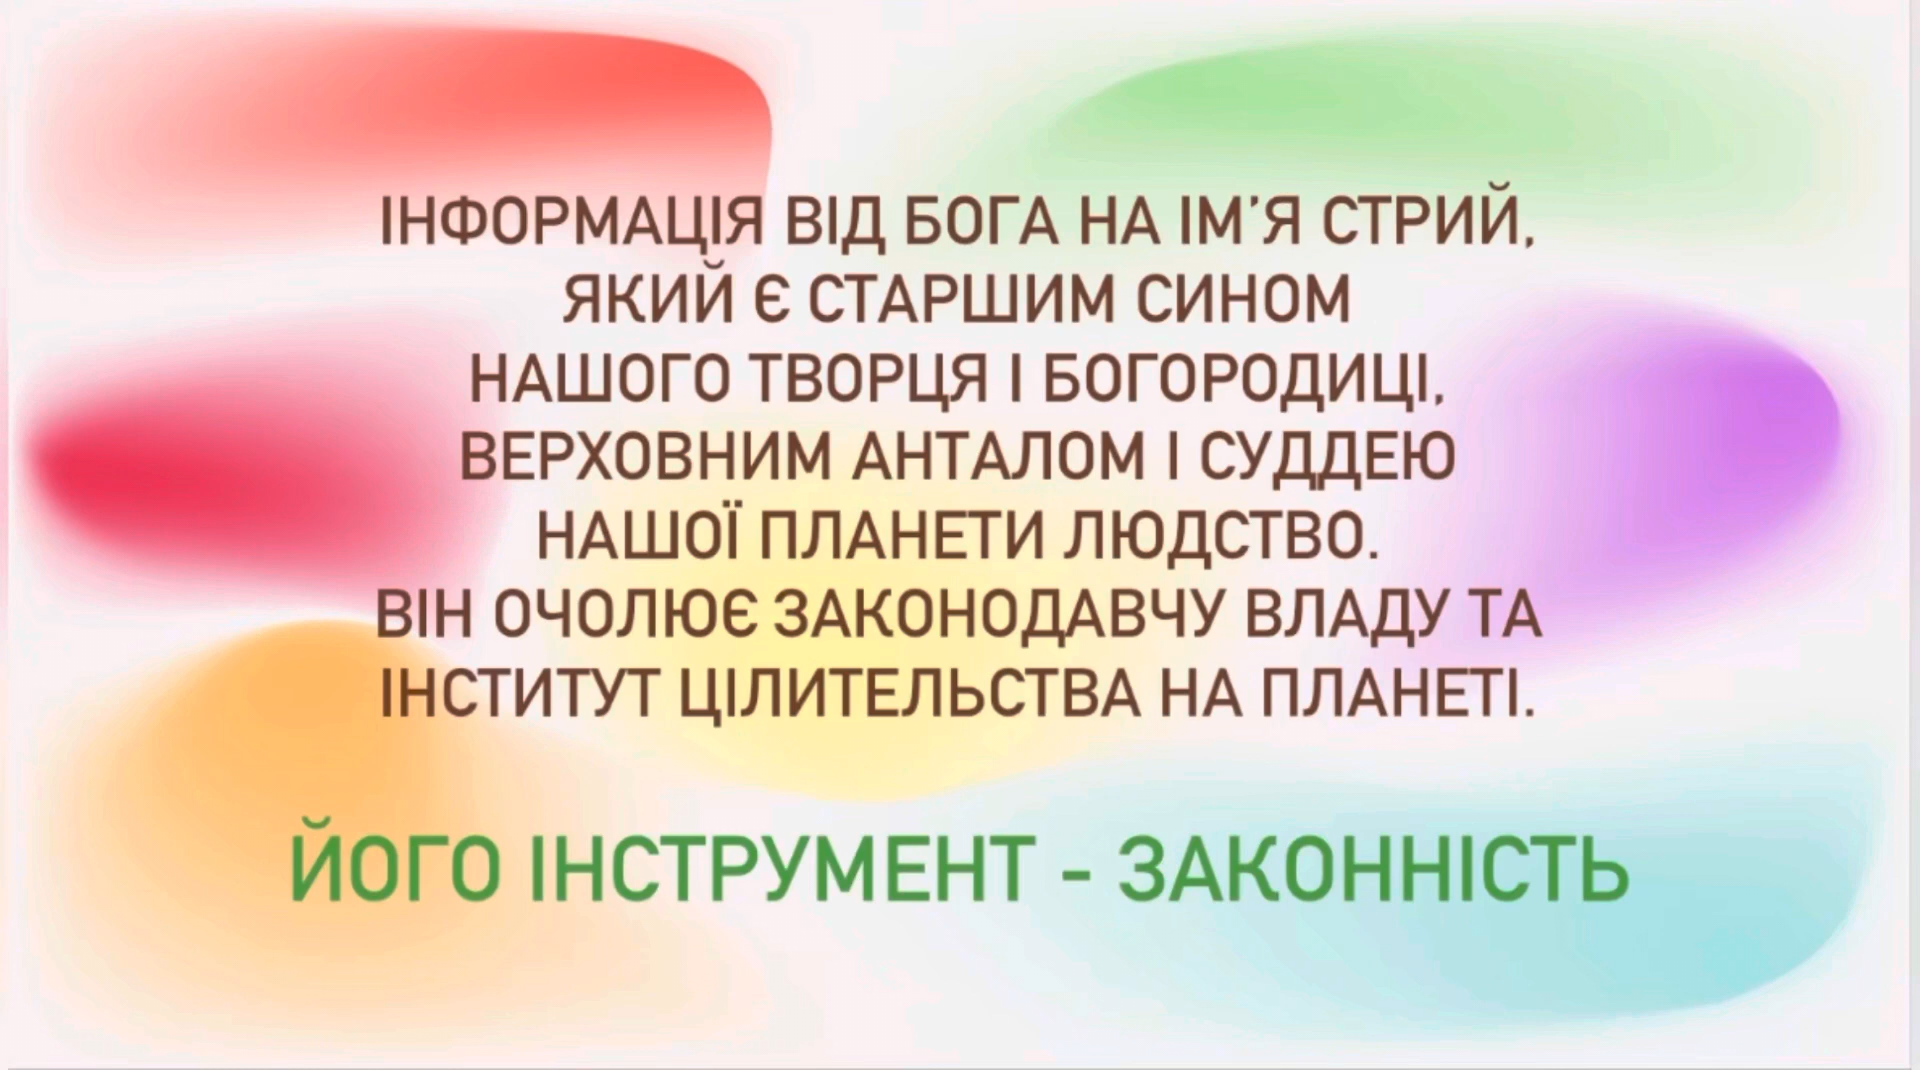 ІНФОРМАЦІЯ ВІД БОГА НА ІМ'Я СТРИЙ,
ЯКИЙ Є СТАРШИМ СИНОМ
НАШОГО ТВОРЦЯ І БОГОРОДИЦІ,
ВЕРХОВНИМ АНТАЛОМ І СУДДЕЮ
НАШОЇ ПЛАНЕТИ ЛЮДСТВО.
ВІН ОЧОЛЮЄ ЗАКОНОДАВЧУ ВЛАДУ ТА
ІНСТИТУТ ЦІЛИТЕЛЬСТВА НА ПЛАНЕТІ.
ЙОГО ІНСТРУМЕНТ - ЗАКОННІСТЬ